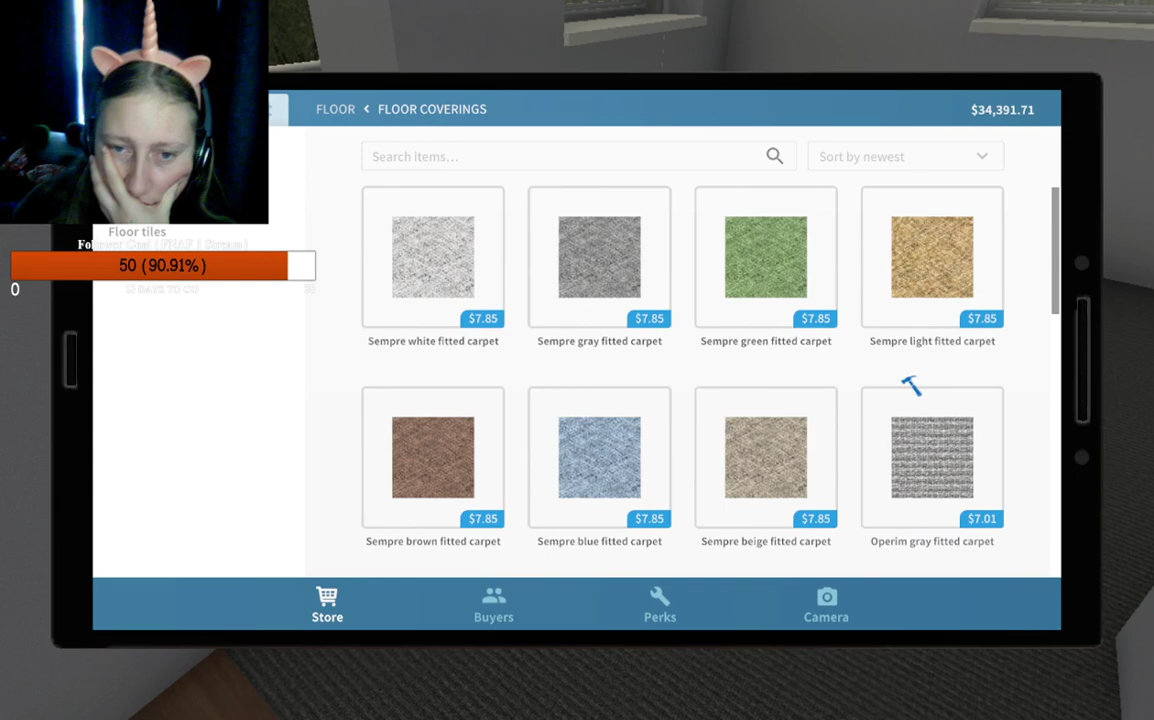 FLOOR < FLOOR COVERINGS
$34,391.71
Search items...
Sort by newest
Floor tiles
50 (90.91%)
0
$7.85
$7.85
$7.85
$7.85
Sempre white fitted carpet
Sempre gray fitted carpet
Sempre green fitted carpet
Sempre light fitted carpet
$7.85
$7.85
$7.85
$7.01
Sempre brown fitted carpet
Sempre blue fitted carpet
Sempre beige fitted carpet
Operim gray fitted carpet
Store
Buyers
Perks
Camera